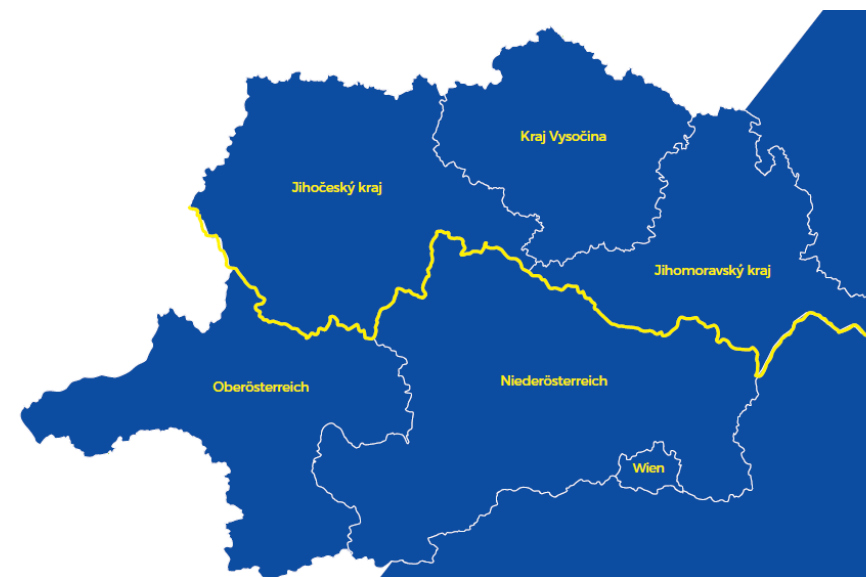 Kraj Vysočina
Jihočeský kraj
Jihomoravský kraj
Oberösterreich
Niederösterreich
Wien